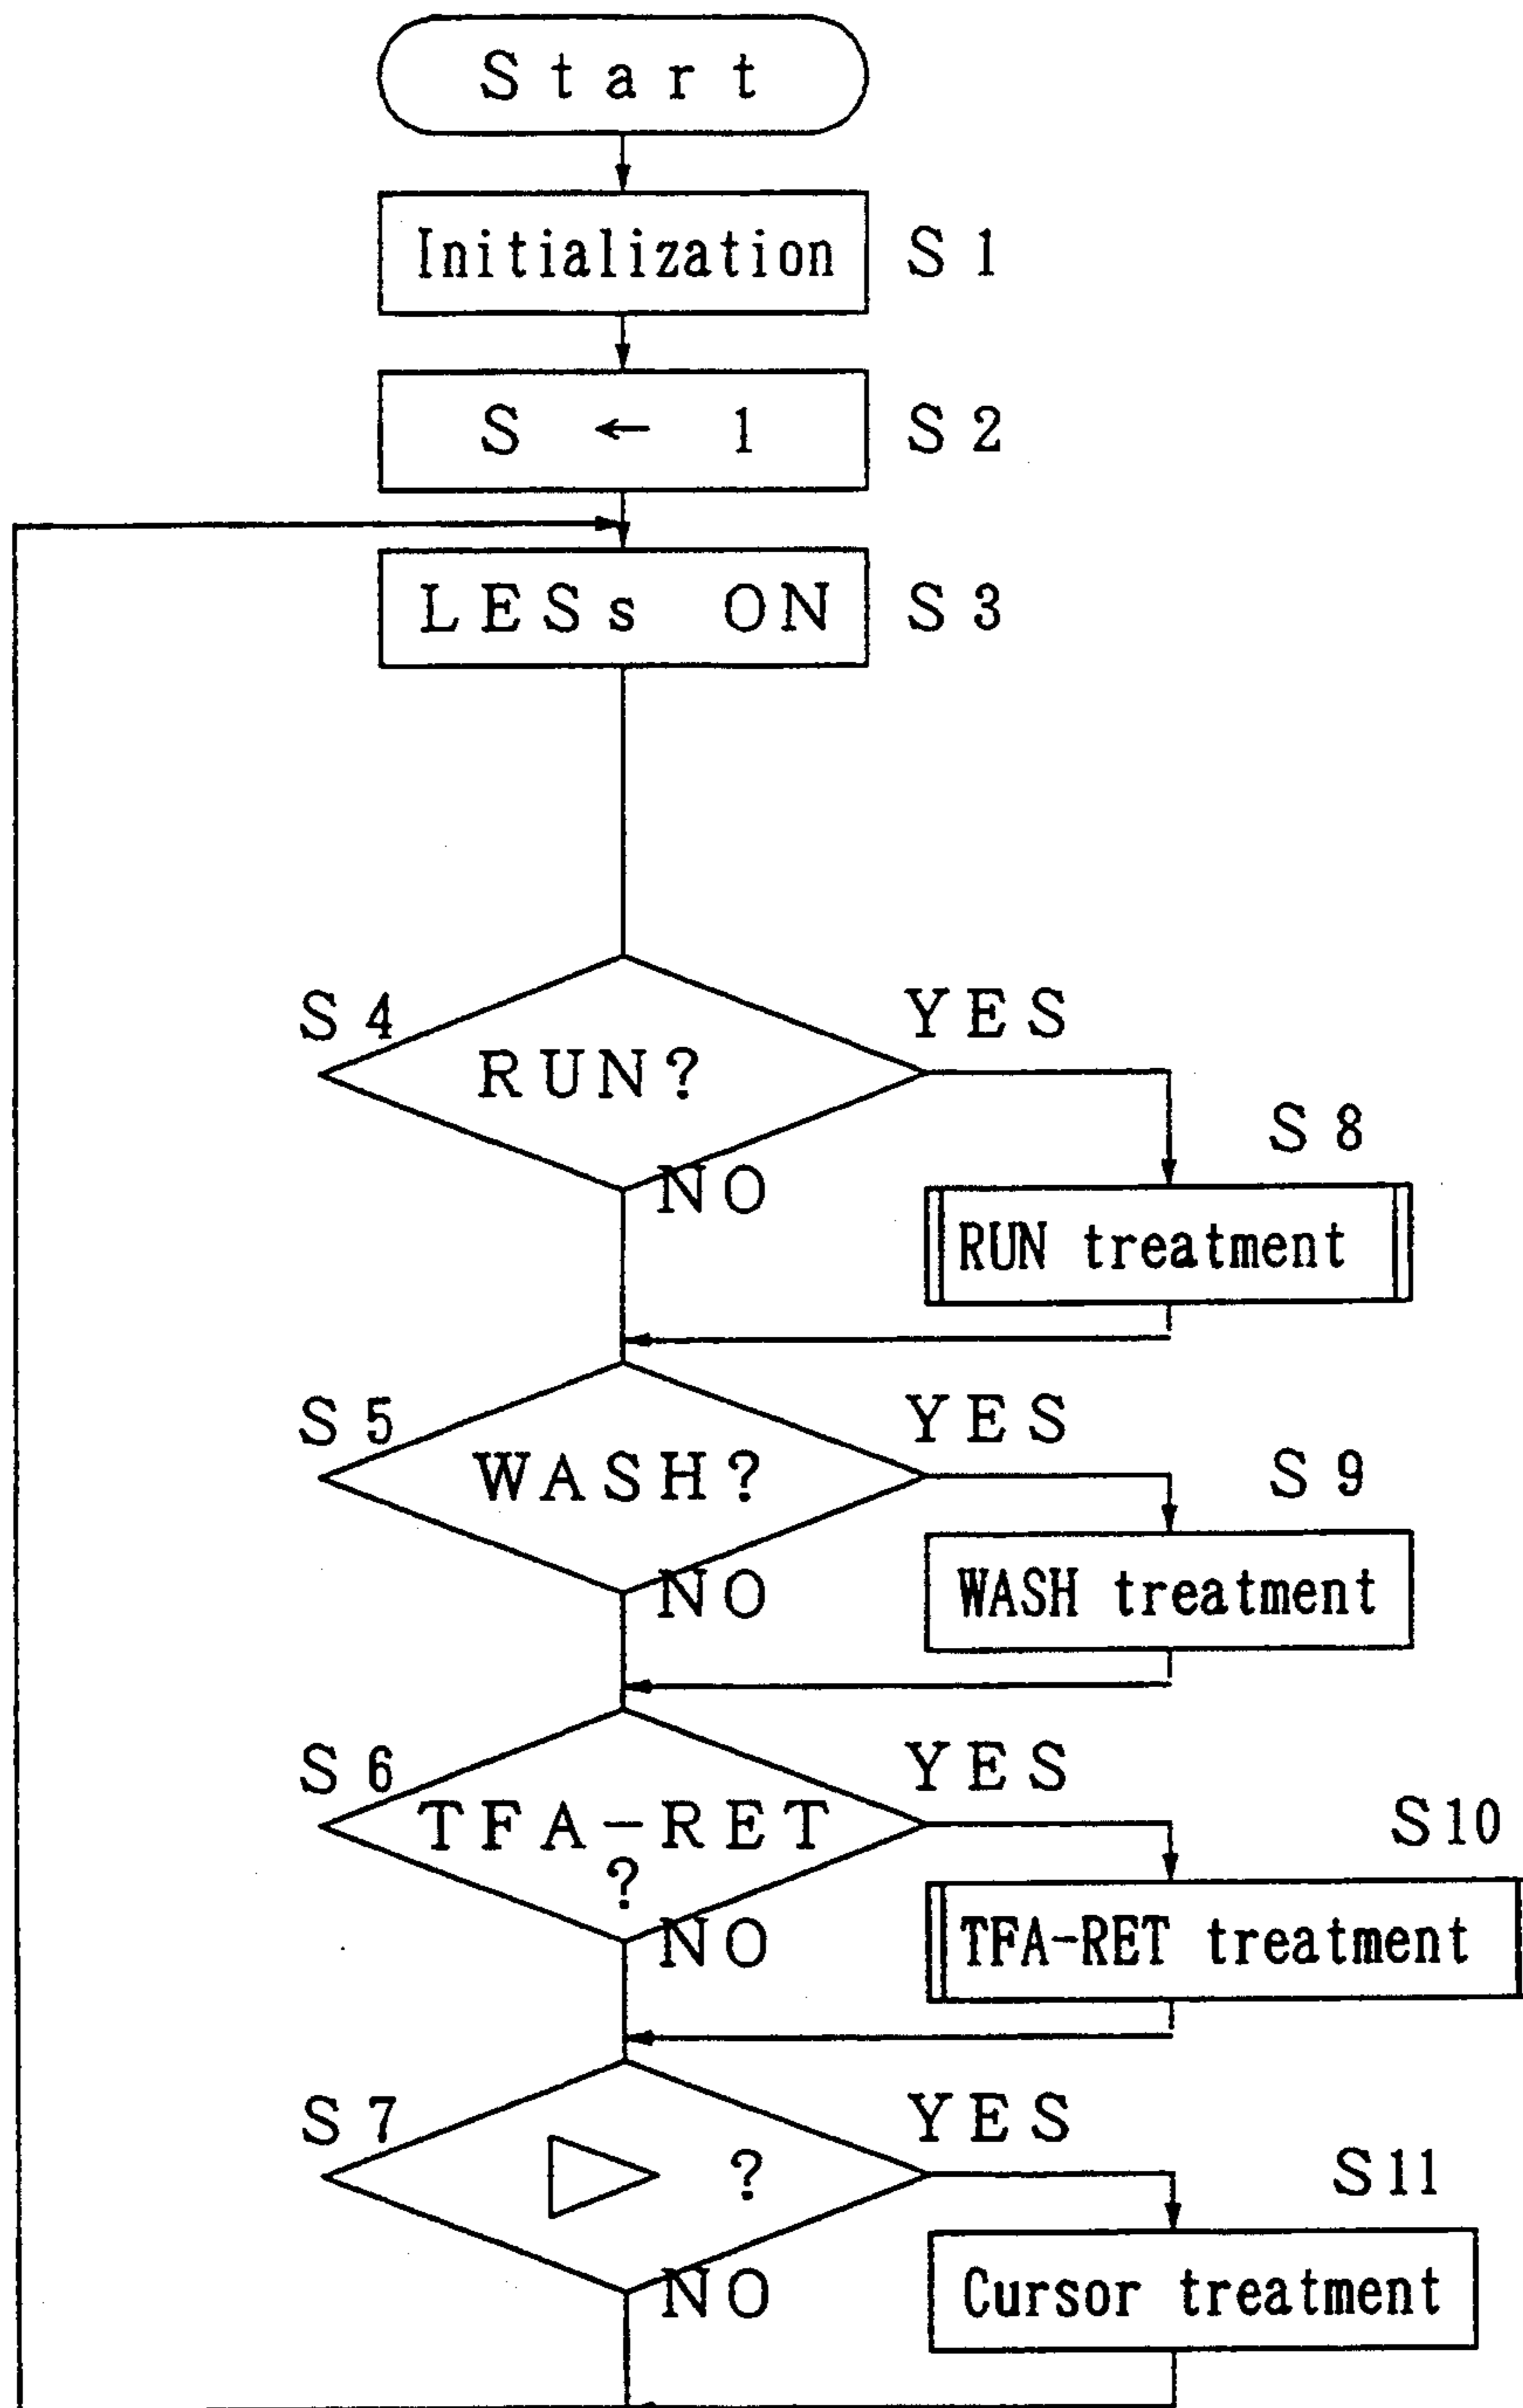 Start
Initialization S1
S ← 1 S2
LESs ON S3
S4 YES
RUN?
S8
NO
RUN treatment
S5 YES
WASH?
S9
NO
WASH treatment
S6 YES
TFA-RET
?
S10
NO
TFA-RET treatment
S7 YES
▷ ?
S11
NO
Cursor treatment